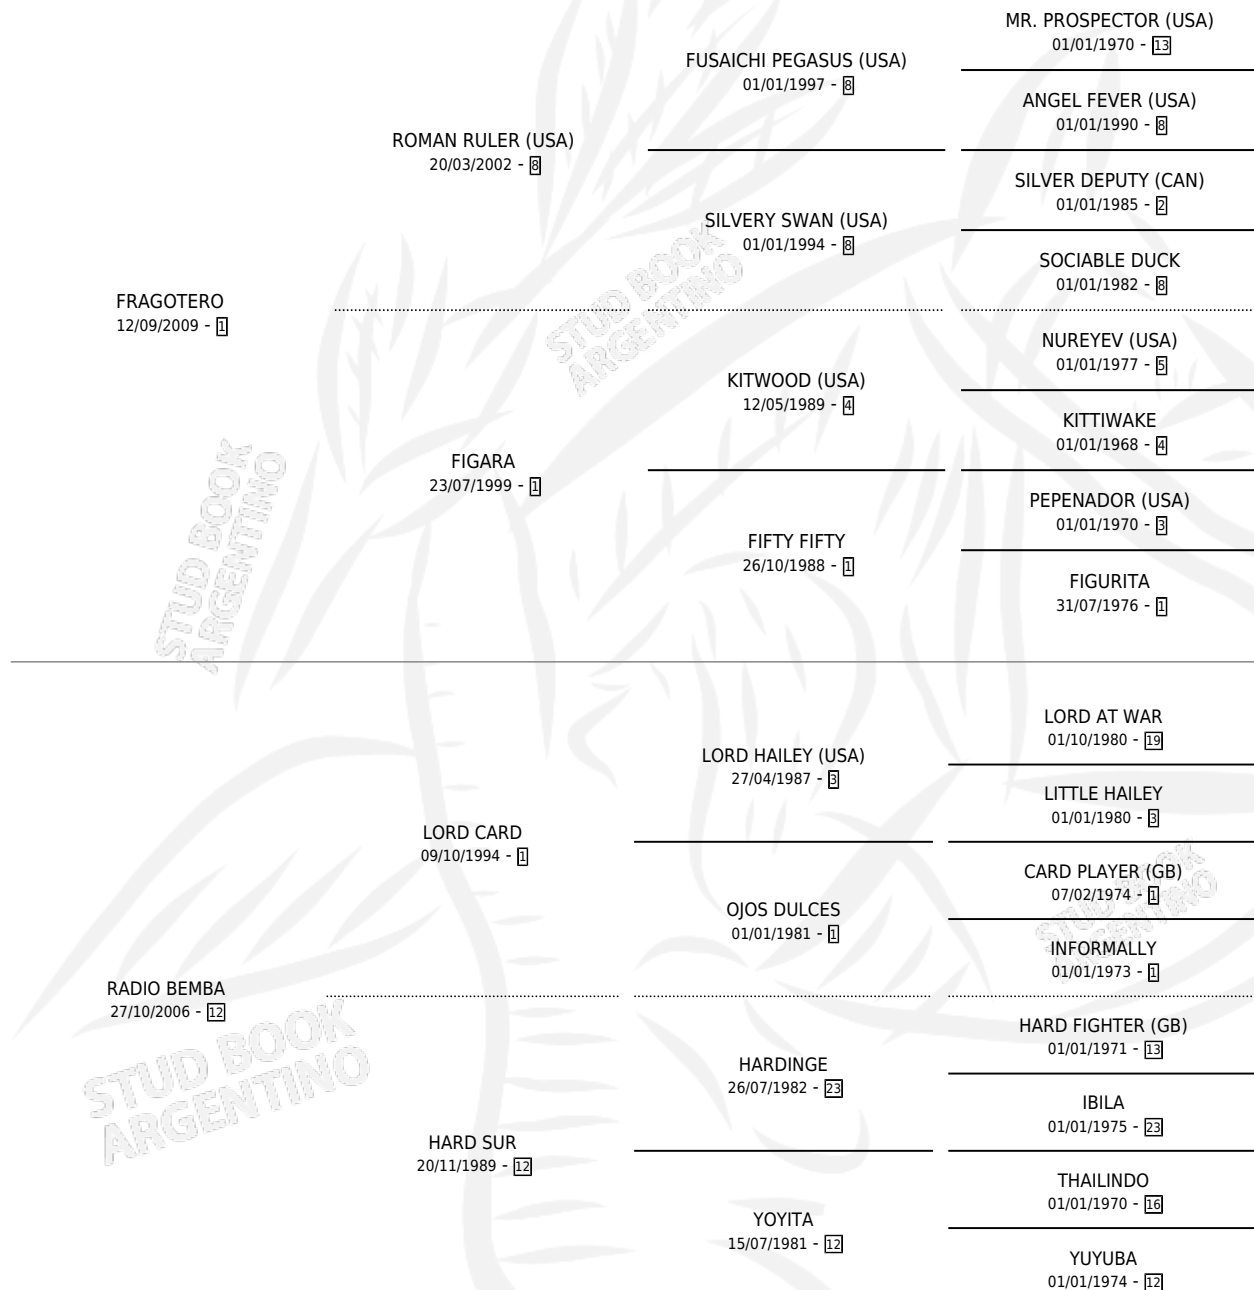 MR. PROSPECTOR (USA)
01/01/1970 - 13
FUSAICHI PEGASUS (USA)
01/01/1997 - 8
ANGEL FEVER (USA)
01/01/1990 - 8
ROMAN RULER (USA)
20/03/2002 - 8
SILVER DEPUTY (CAN)
01/01/1985 - 2
SILVERY SWAN (USA)
01/01/1994 - 8
SOCIABLE DUCK
01/01/1982 - 8
STUD BOOK
ARGENTINO
FRAGOTERO
12/09/2009 - 1
NUREYEV (USA)
01/01/1977 - 5
KITWOOD (USA)
12/05/1989 - 4
KITTIWAKE
01/01/1968 - 4
FIGARA
23/07/1999 - 1
PEPENADOR (USA)
01/01/1970 - 3
FIFTY FIFTY
26/10/1988 - 1
FIGURITA
31/07/1976 - 1
STUD BOOK
ARGENTINO
LORD AT WAR
01/10/1980 - 19
LORD HAILEY (USA)
27/04/1987 - 3
LITTLE HAILEY
01/01/1980 - 3
LORD CARD
09/10/1994 - 1
CARD PLAYER (GB)
07/02/1974 - 1
OJOS DULCES
01/01/1981 - 1
INFORMALLY
01/01/1973 - 1
STUD BOOK
ARGENTINO
RADIO BEMBA
27/10/2006 - 12
HARD FIGHTER (GB)
01/01/1971 - 13
HARDINGE
26/07/1982 - 23
IBILA
01/01/1975 - 23
HARD SUR
20/11/1989 - 12
THAILINDO
01/01/1970 - 16
YOYITA
15/07/1981 - 12
YUYUBA
01/01/1974 - 12
STUD BOOK
ARGENTINO